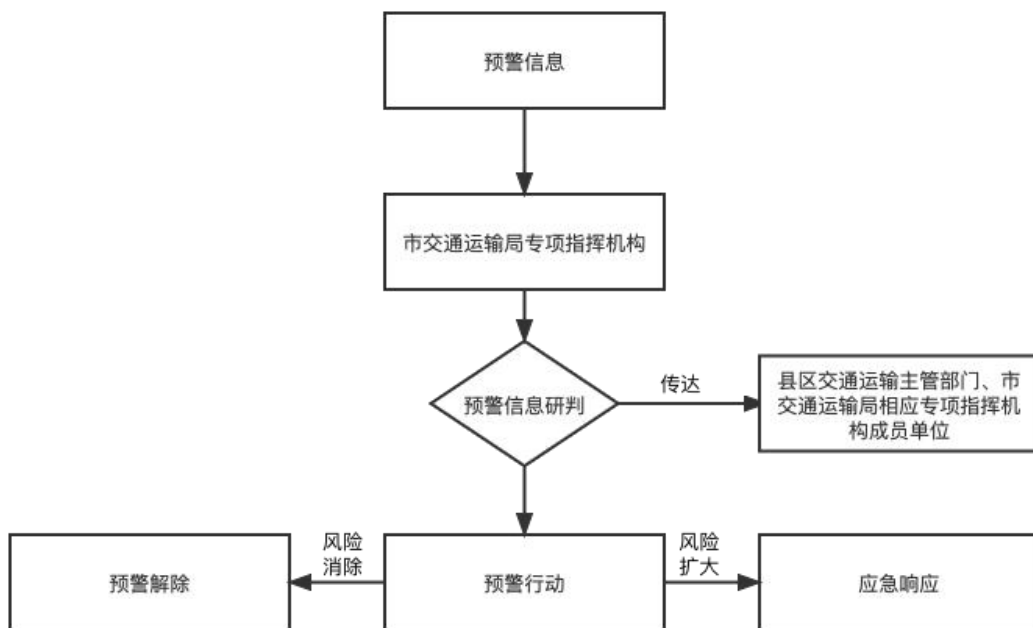 预警信息
市交通运输局专项指挥机构
预警信息研判
传达
县区交通运输主管部门、市
交通运输局相应专项指挥机
构成员单位
预警解除
风险
消除
预警行动
风险
扩大
应急响应